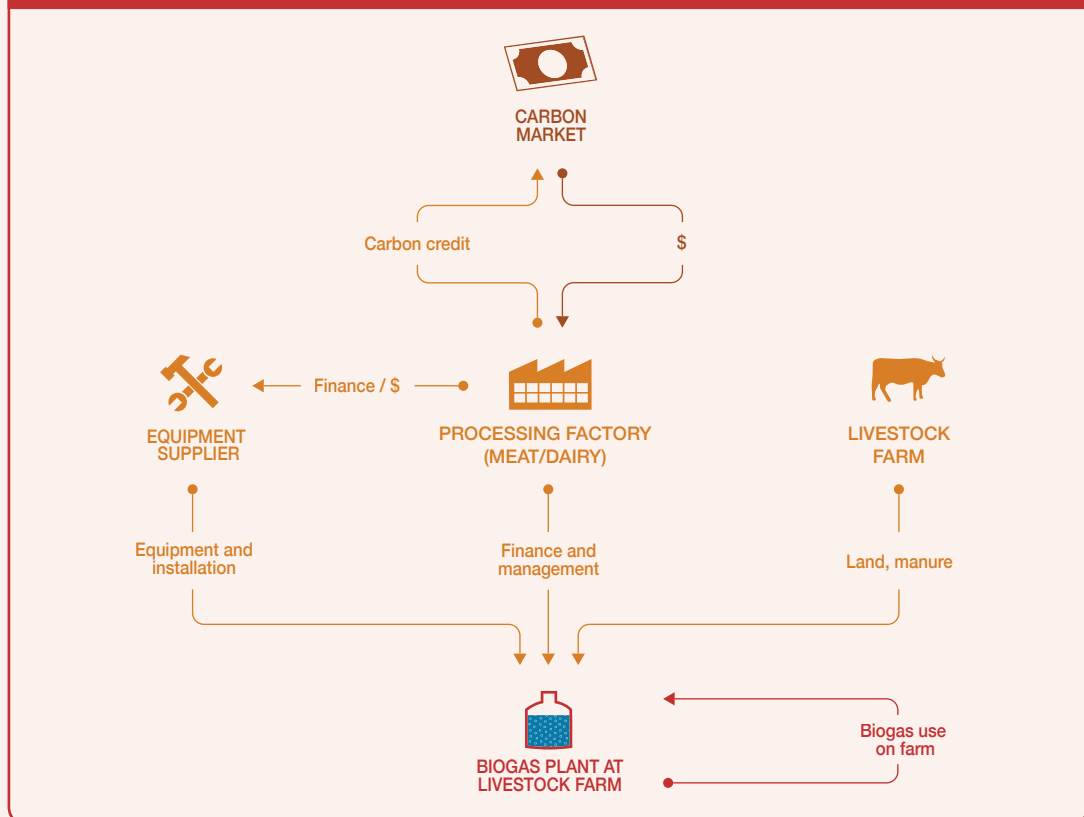 CARBON
MARKET
Carbon credit
$
Finance / $
EQUIPMENT
SUPPLIER
PROCESSING FACTORY
(MEAT/DAIRY)
LIVESTOCK
FARM
Equipment and
installation
Finance and
management
Land, manure
Biogas use
on farm
BIOGAS PLANT AT
LIVESTOCK FARM